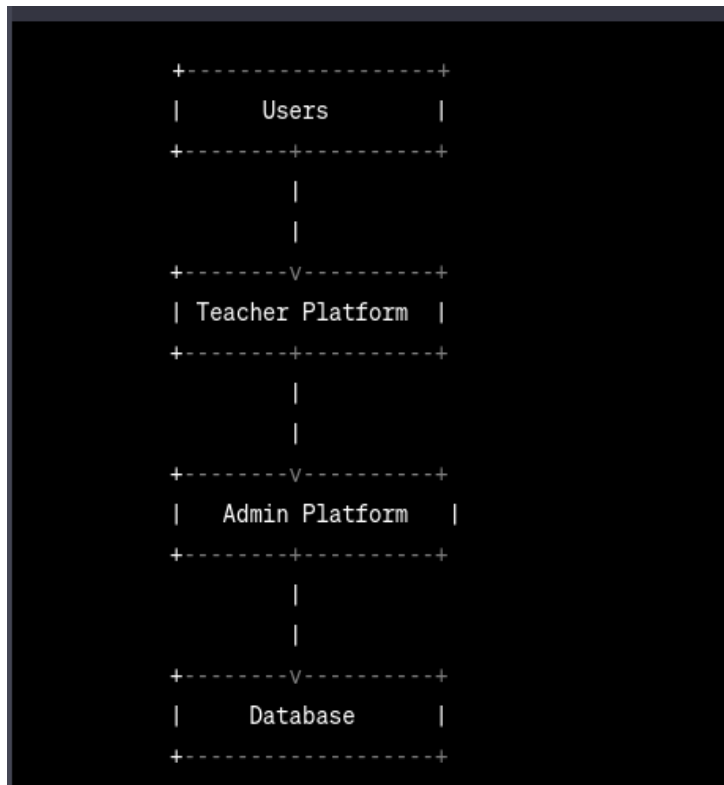 +-------------------+
|      Users        |
+--------+----------+
|
|
+--------v----------+
| Teacher Platform  |
+--------+----------+
|
|
+--------v----------+
|   Admin Platform   |
+--------+----------+
|
|
+--------v----------+
|     Database      |
+-------------------+